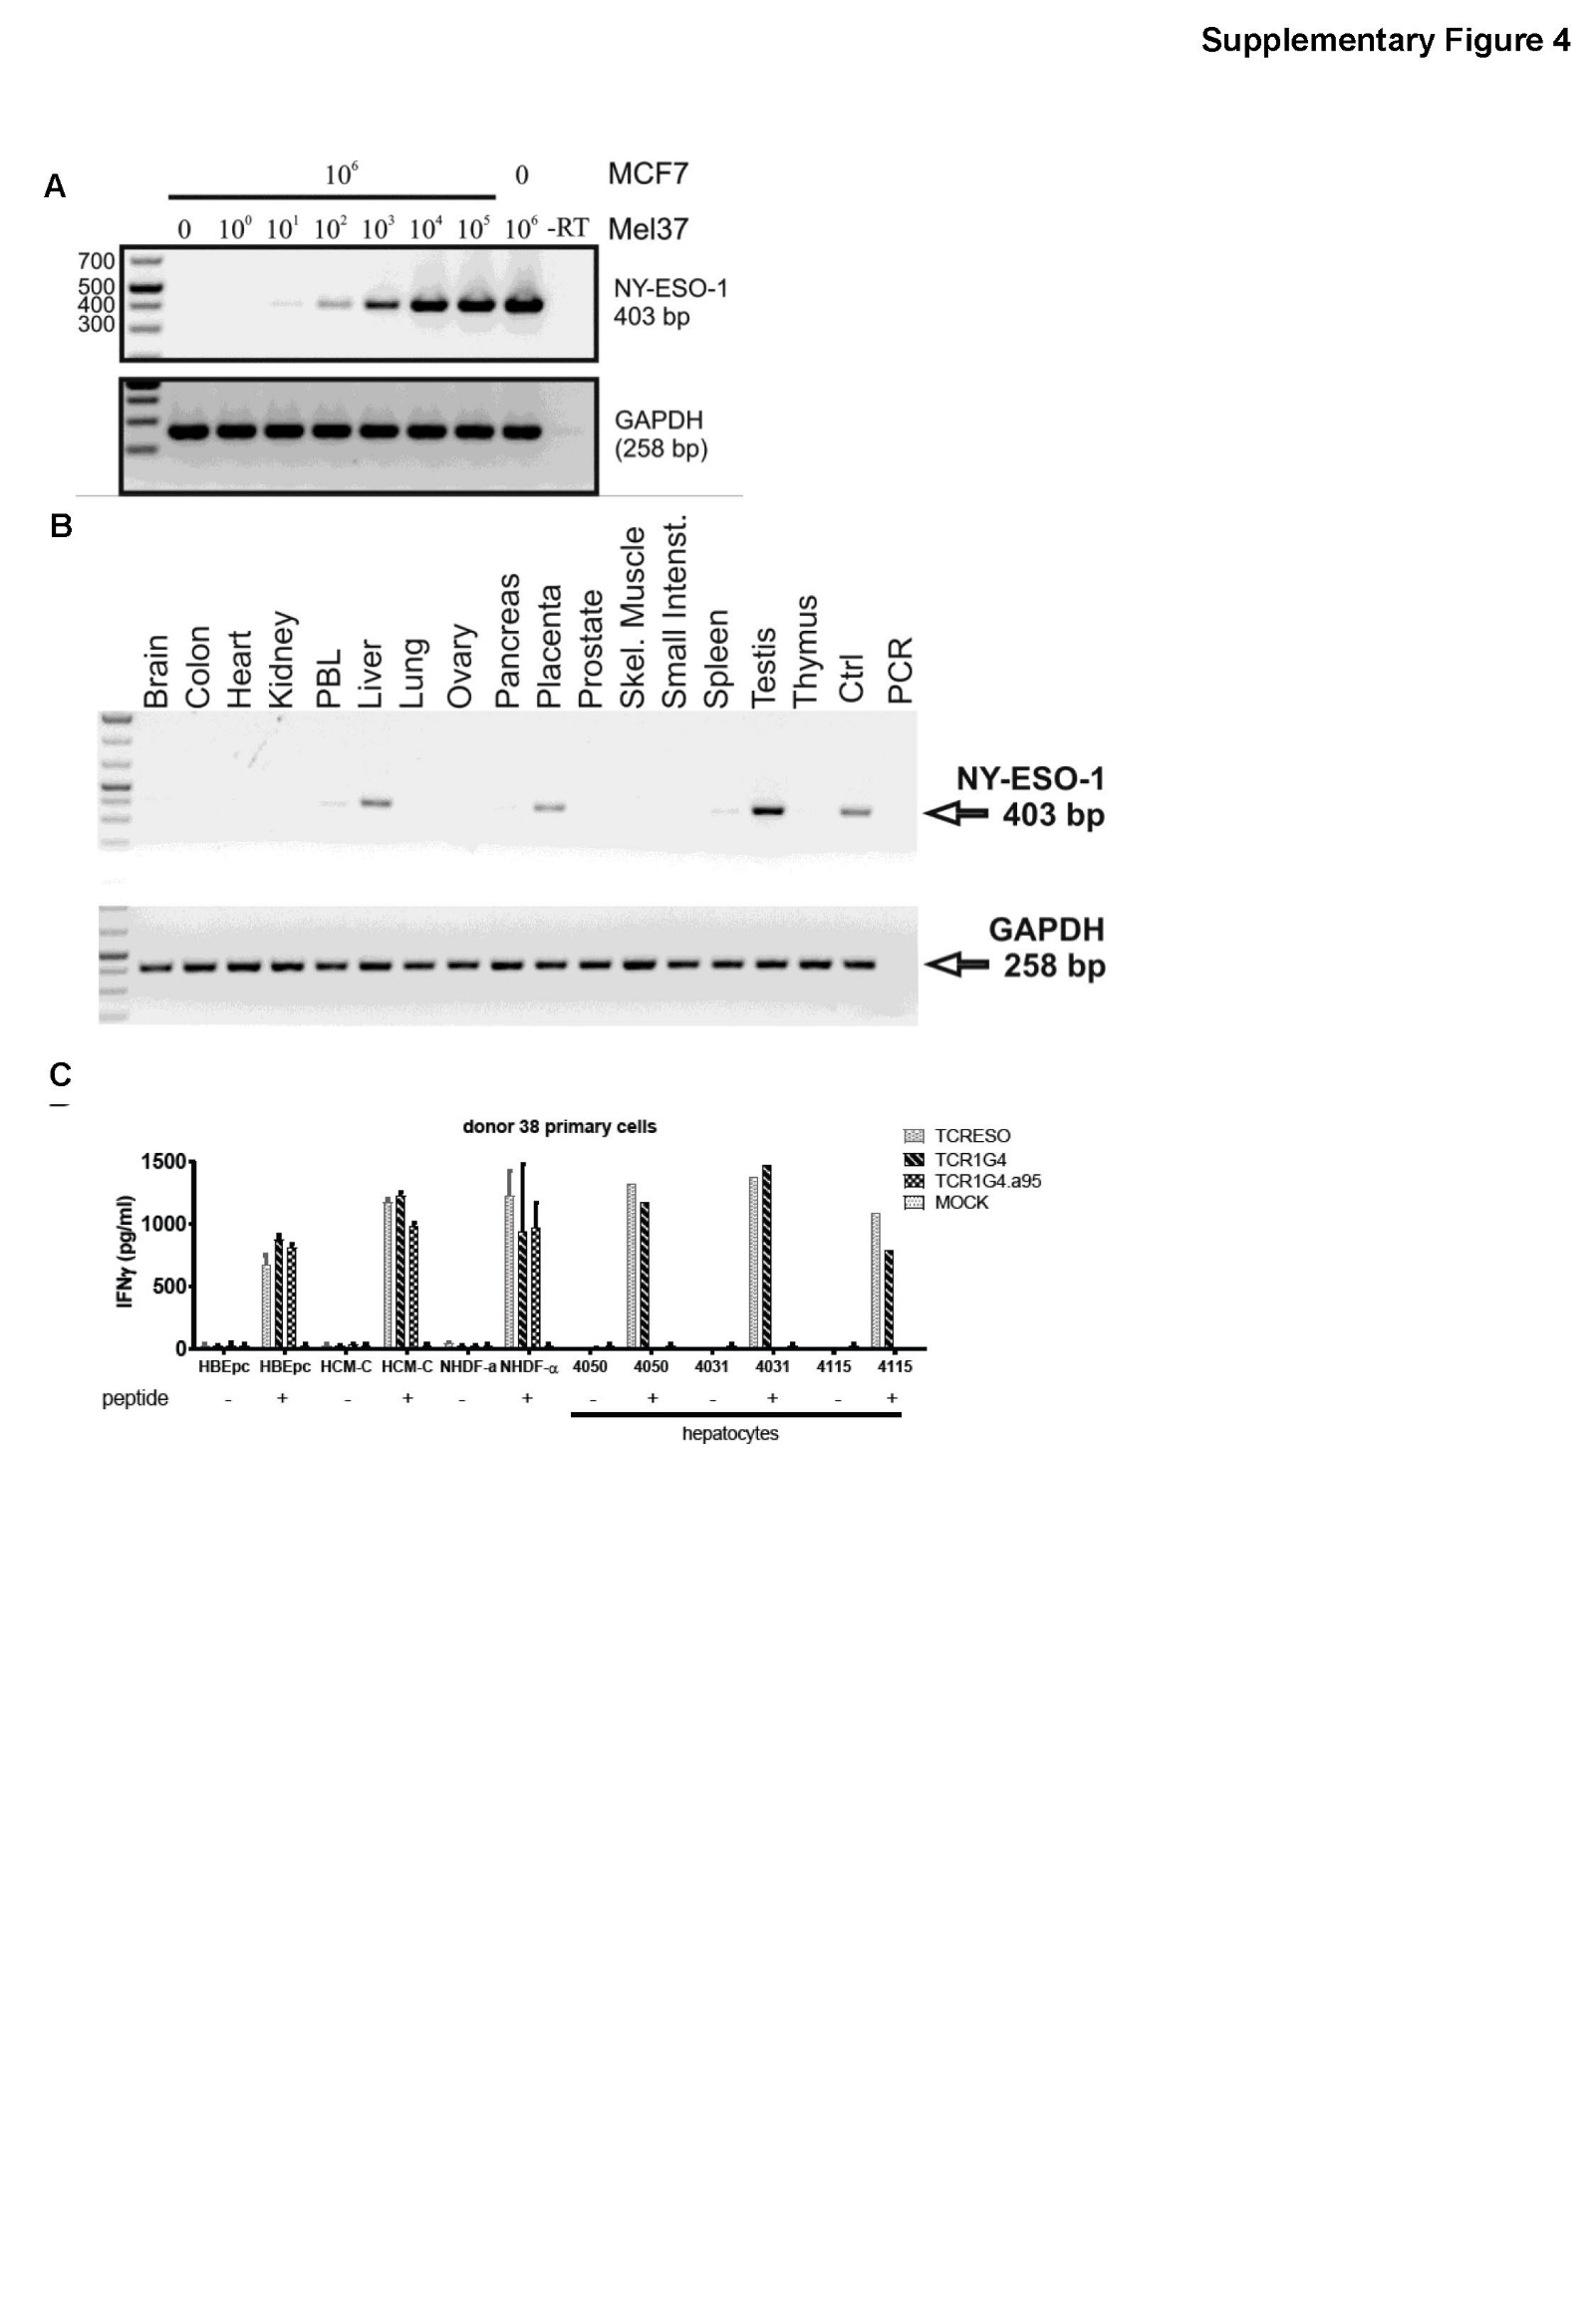 Supplementary Figure 4
A
10⁶ 0 MCF7
0 10⁰ 10¹ 10² 10³ 10⁴ 10⁵ 10⁶ -RT Mel37
700
500
400
300
NY-ESO-1
403 bp
GAPDH
(258 bp)
B
Brain
Colon
Heart
Kidney
PBL
Liver
Lung
Ovary
Pancreas
Placenta
Prostate
Skel. Muscle
Small Intenst.
Spleen
Testis
Thymus
Ctrl
PCR
NY-ESO-1
403 bp
GAPDH
258 bp
C
donor 38 primary cells
TCRESO
TCR1G4
TCR1G4.a95
MOCK
IFNγ (pg/ml)
1500
1000
500
0
HBEpc HBEpc HCM-C HCM-C NHDF-a NHDF-α 4050 4050 4031 4031 4115 4115
peptide - + - + - + - + - + - +
hepatocytes